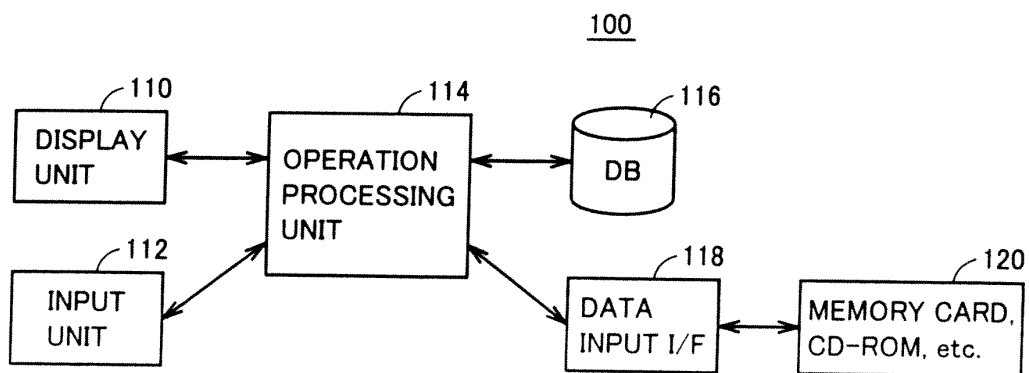 100
110
DISPLAY
UNIT
114
OPERATION
PROCESSING
UNIT
116
DB
112
INPUT
UNIT
118
DATA
INPUT I/F
120
MEMORY CARD,
CD-ROM, etc.